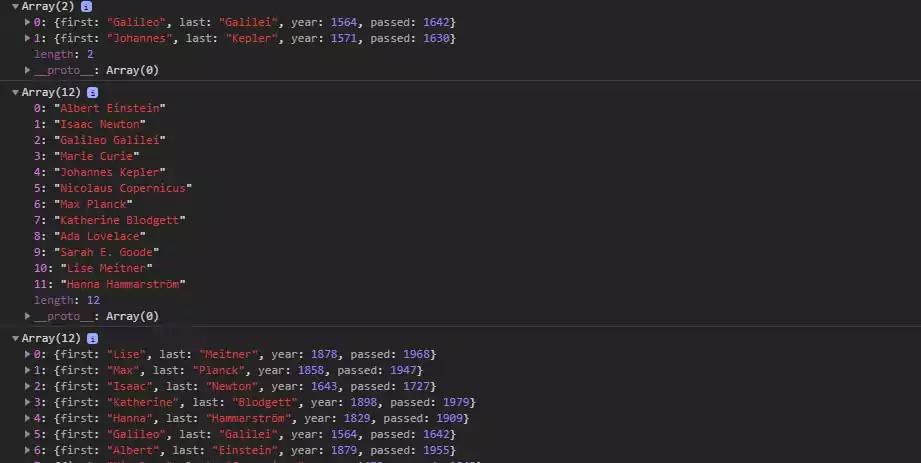 Array(2) i
0: {first: "Galileo", last: "Galilei", year: 1564, passed: 1642}
1: {first: "Johannes", last: "Kepler", year: 1571, passed: 1630}
length: 2
__proto__: Array(0)
Array(12) i
0: "Albert Einstein"
1: "Isaac Newton"
2: "Galileo Galilei"
3: "Marie Curie"
4: "Johannes Kepler"
5: "Nicolaus Copernicus"
6: "Max Planck"
7: "Katherine Blodgett"
8: "Ada Lovelace"
9: "Sarah E. Goode"
10: "Lise Meitner"
11: "Hanna Hammarström"
length: 12
__proto__: Array(0)
Array(12) i
0: {first: "Lise", last: "Meitner", year: 1878, passed: 1968}
1: {first: "Max", last: "Planck", year: 1858, passed: 1947}
2: {first: "Isaac", last: "Newton", year: 1643, passed: 1727}
3: {first: "Katherine", last: "Blodgett", year: 1898, passed: 1979}
4: {first: "Hanna", last: "Hammarström", year: 1829, passed: 1909}
5: {first: "Galileo", last: "Galilei", year: 1564, passed: 1642}
6: {first: "Albert", last: "Einstein", year: 1879, passed: 1955}